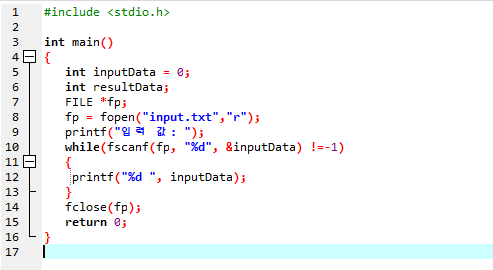 1 #include <stdio.h>
2
3 int main()
4 {
5 int inputData = 0;
6 int resultData;
7 FILE *fp;
8 fp = fopen("input.txt","r");
9 printf("입력 값 : ");
10 while(fscanf(fp, "%d", &inputData) !=-1)
11 {
12 printf("%d ", inputData);
13 }
14 fclose(fp);
15 return 0;
16 }
17